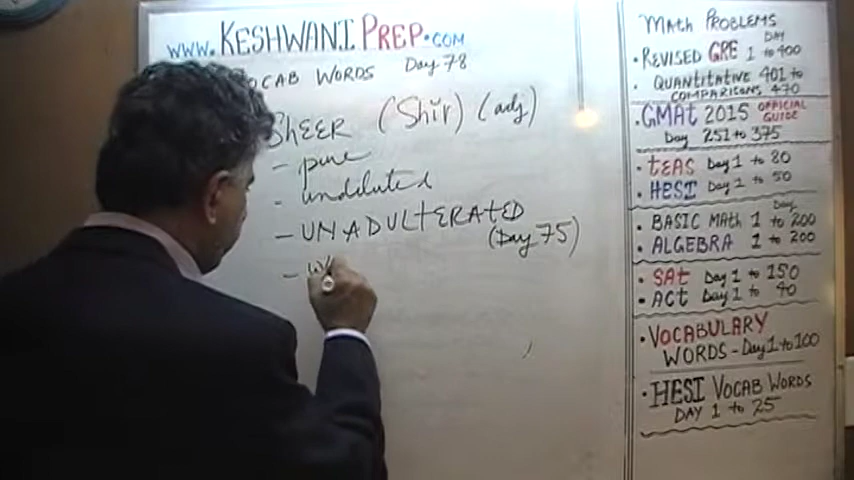 www.KESHWANI PREP.COM
VOCAB WORDS Day 78
SHEER (Shĭr) (adj)
- pure
- undiluted
- UNADULTERATED
(Day 75)
- w
MATH PROBLEMS
DAY
• REVISED GRE 1 to 400
• QUANTITATIVE 401 to
COMPARISONS 470
• GMAT 2015 OFFICIAL GUIDE
Day 251 to 375
• TEAS Day 1 to 80
• HESI Day 1 to 50
Day
• BASIC MATH 1 to 200
• ALGEBRA 1 to 200
• SAT Day 1 to 150
• ACT Day 1 to 40
• VOCABULARY
WORDS - Day 1 to 100
• HESI VOCAB WORDS
DAY 1 to 25